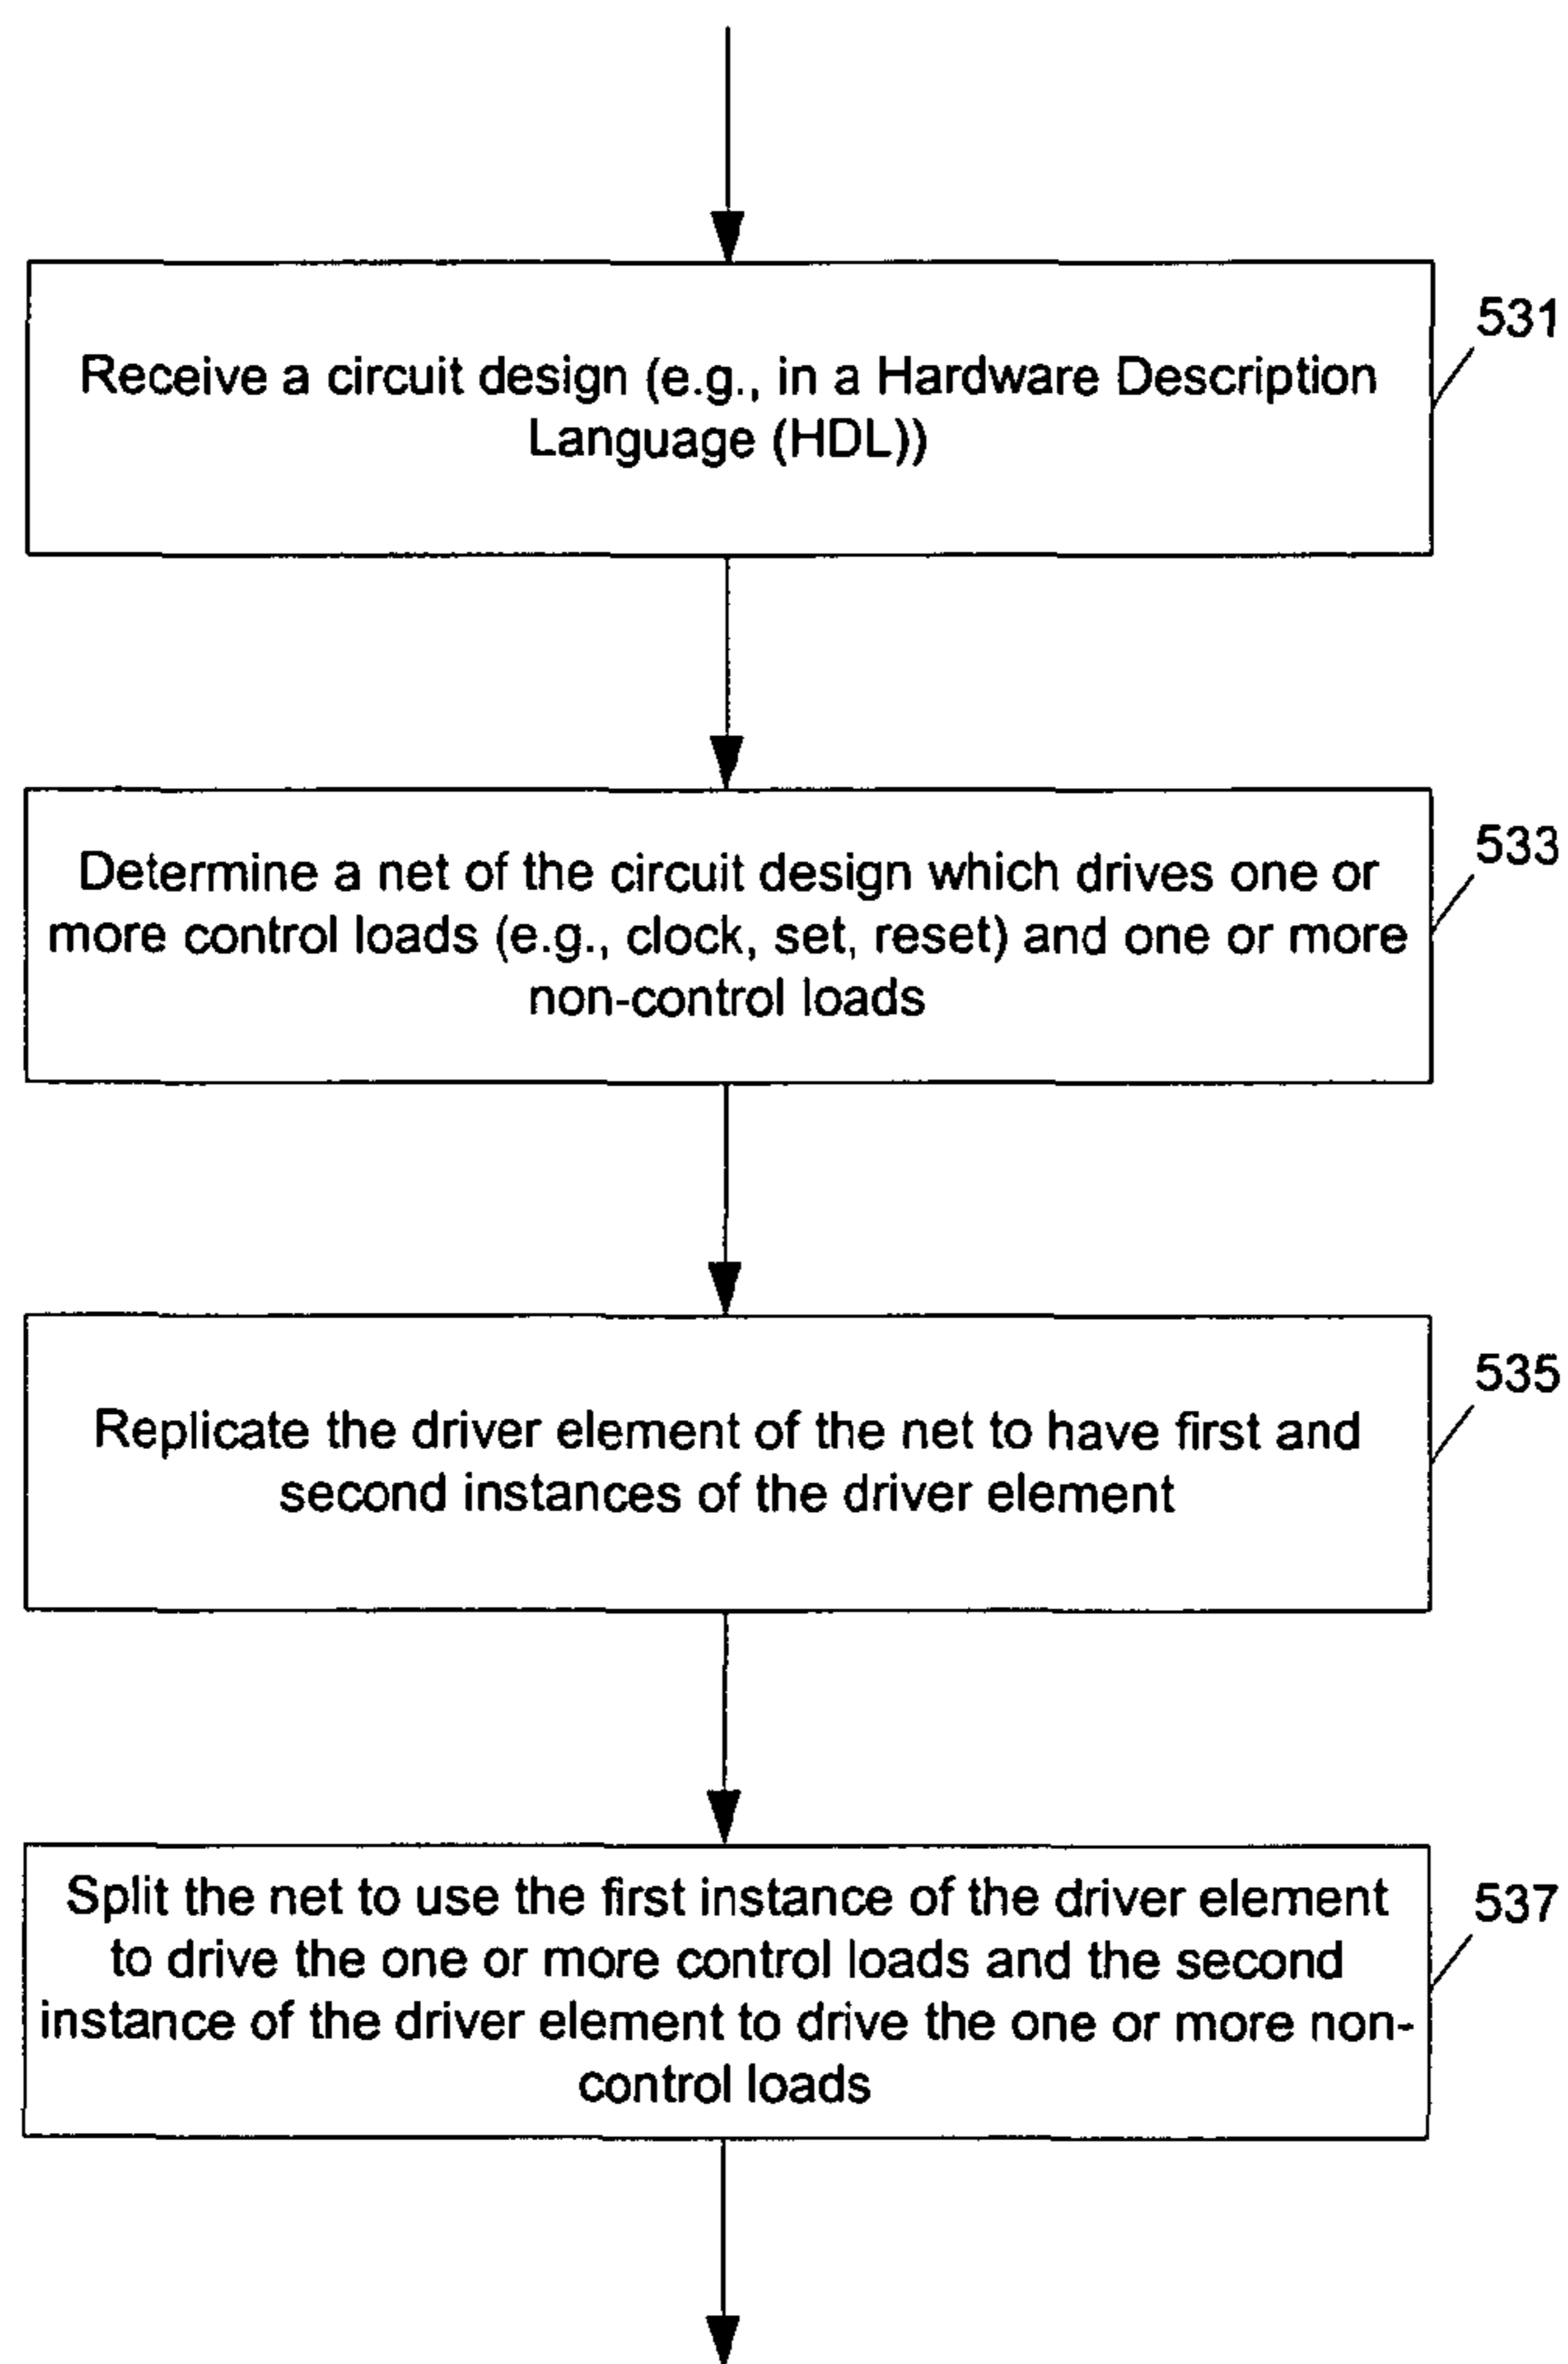 531
Receive a circuit design (e.g., in a Hardware Description
Language (HDL))
533
Determine a net of the circuit design which drives one or
more control loads (e.g., clock, set, reset) and one or more
non-control loads
535
Replicate the driver element of the net to have first and
second instances of the driver element
537
Split the net to use the first instance of the driver element
to drive the one or more control loads and the second
instance of the driver element to drive the one or more non-
control loads